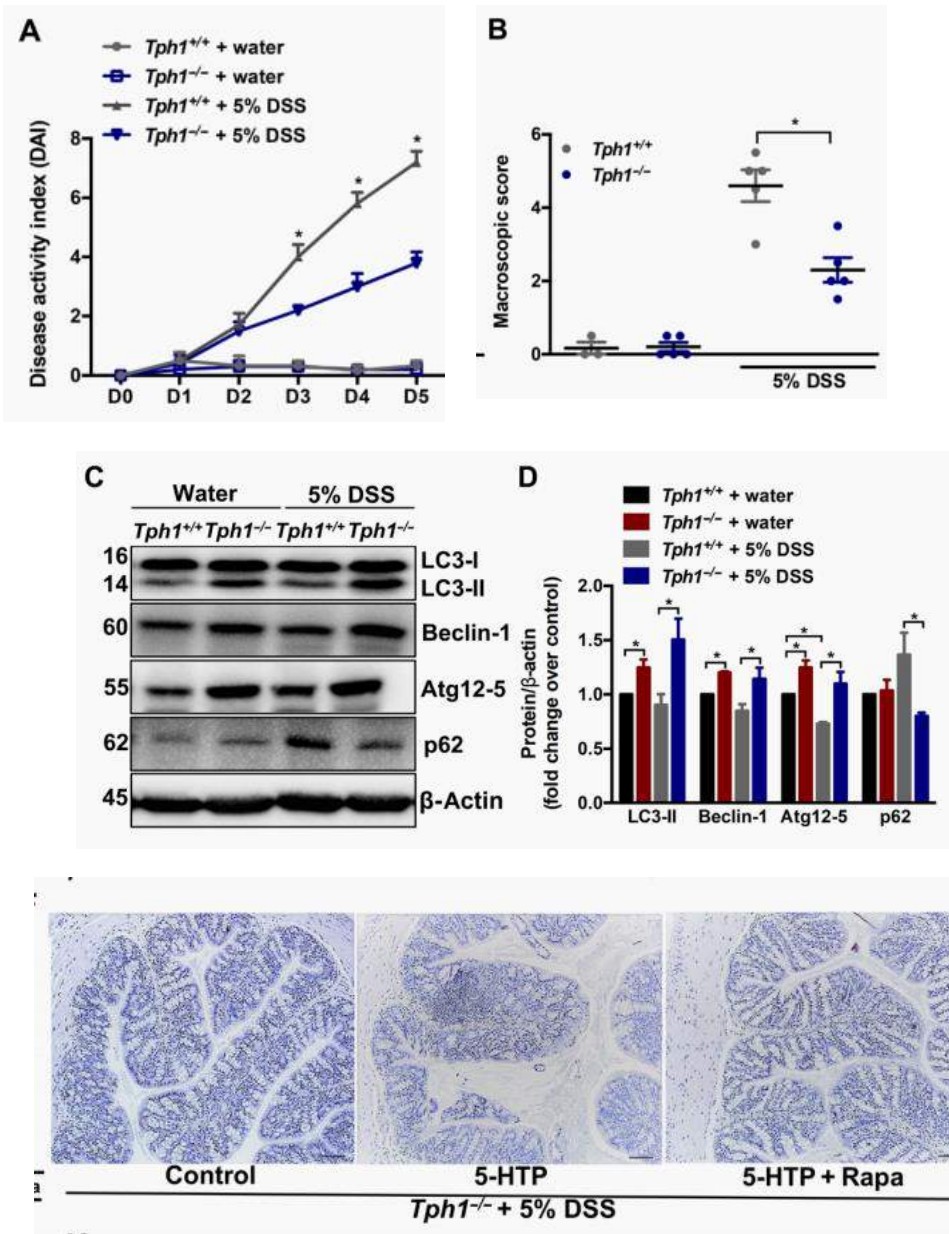 A
Tph1+/+ + water
Tph1−/− + water
Tph1+/+ + 5% DSS
Tph1−/− + 5% DSS
Disease activity index (DAI)
8
6
4
2
0
* * *
D0 D1 D2 D3 D4 D5
B
Tph1+/+
Tph1−/−
Macroscopic score
6
4
2
0
*
5% DSS
C
Water 5% DSS
Tph1+/+ Tph1−/− Tph1+/+ Tph1−/−
16 LC3-I
14 LC3-II
60 Beclin-1
55 Atg12-5
62 p62
45 β-Actin
D
Tph1+/+ + water
Tph1−/− + water
Tph1+/+ + 5% DSS
Tph1−/− + 5% DSS
Protein/β-actin
(fold change over control)
2.0
1.5
1.0
0.5
0.0
* * * * * * * *
LC3-II Beclin-1 Atg12-5 p62
Control 5-HTP 5-HTP + Rapa
a
Tph1−/− + 5% DSS